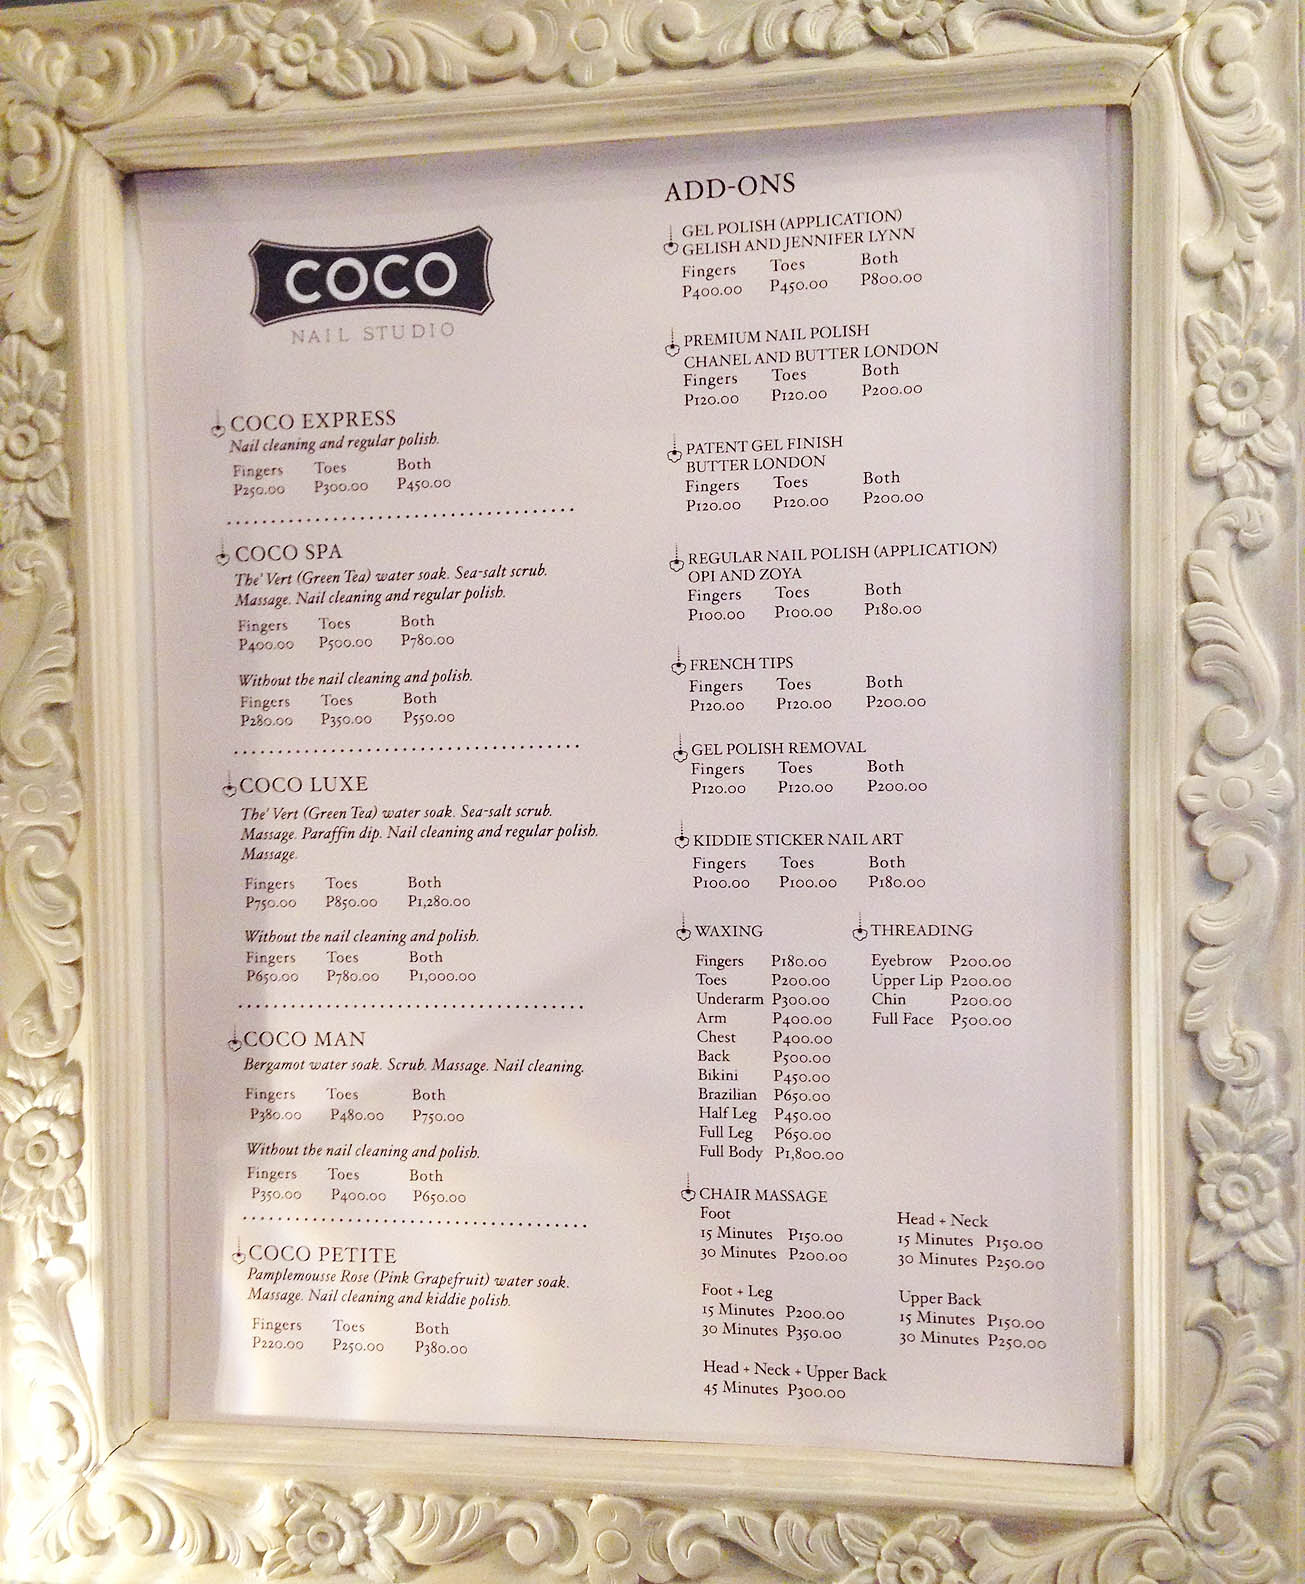 COCO
NAIL STUDIO
COCO EXPRESS
Nail cleaning and regular polish.
Fingers Toes Both
P250.00 P300.00 P450.00
COCO SPA
The' Vert (Green Tea) water soak. Sea-salt scrub.
Massage. Nail cleaning and regular polish.
Fingers Toes Both
P400.00 P500.00 P780.00
Without the nail cleaning and polish.
Fingers Toes Both
P280.00 P350.00 P550.00
COCO LUXE
The' Vert (Green Tea) water soak. Sea-salt scrub.
Massage. Paraffin dip. Nail cleaning and regular polish.
Massage.
Fingers Toes Both
P750.00 P850.00 P1,280.00
Without the nail cleaning and polish.
Fingers Toes Both
P650.00 P780.00 P1,000.00
COCO MAN
Bergamot water soak. Scrub. Massage. Nail cleaning.
Fingers Toes Both
P380.00 P480.00 P750.00
Without the nail cleaning and polish.
Fingers Toes Both
P350.00 P400.00 P650.00
COCO PETITE
Pamplemousse Rose (Pink Grapefruit) water soak.
Massage. Nail cleaning and kiddie polish.
Fingers Toes Both
P220.00 P250.00 P380.00
ADD-ONS
GEL POLISH (APPLICATION)
GELISH AND JENNIFER LYNN
Fingers Toes Both
P400.00 P450.00 P800.00
PREMIUM NAIL POLISH
CHANEL AND BUTTER LONDON
Fingers Toes Both
P120.00 P120.00 P200.00
PATENT GEL FINISH
BUTTER LONDON
Fingers Toes Both
P120.00 P120.00 P200.00
REGULAR NAIL POLISH (APPLICATION)
OPI AND ZOYA
Fingers Toes Both
P100.00 P100.00 P180.00
FRENCH TIPS
Fingers Toes Both
P120.00 P120.00 P200.00
GEL POLISH REMOVAL
Fingers Toes Both
P120.00 P120.00 P200.00
KIDDIE STICKER NAIL ART
Fingers Toes Both
P100.00 P100.00 P180.00
WAXING
Fingers P180.00
Toes P200.00
Underarm P300.00
Arm P400.00
Chest P400.00
Back P500.00
Bikini P450.00
Brazilian P650.00
Half Leg P450.00
Full Leg P650.00
Full Body P1,800.00
THREADING
Eyebrow P200.00
Upper Lip P200.00
Chin P200.00
Full Face P500.00
CHAIR MASSAGE
Foot
15 Minutes P150.00
30 Minutes P200.00
Head + Neck
15 Minutes P150.00
30 Minutes P250.00
Foot + Leg
15 Minutes P200.00
30 Minutes P350.00
Upper Back
15 Minutes P150.00
30 Minutes P250.00
Head + Neck + Upper Back
45 Minutes P300.00